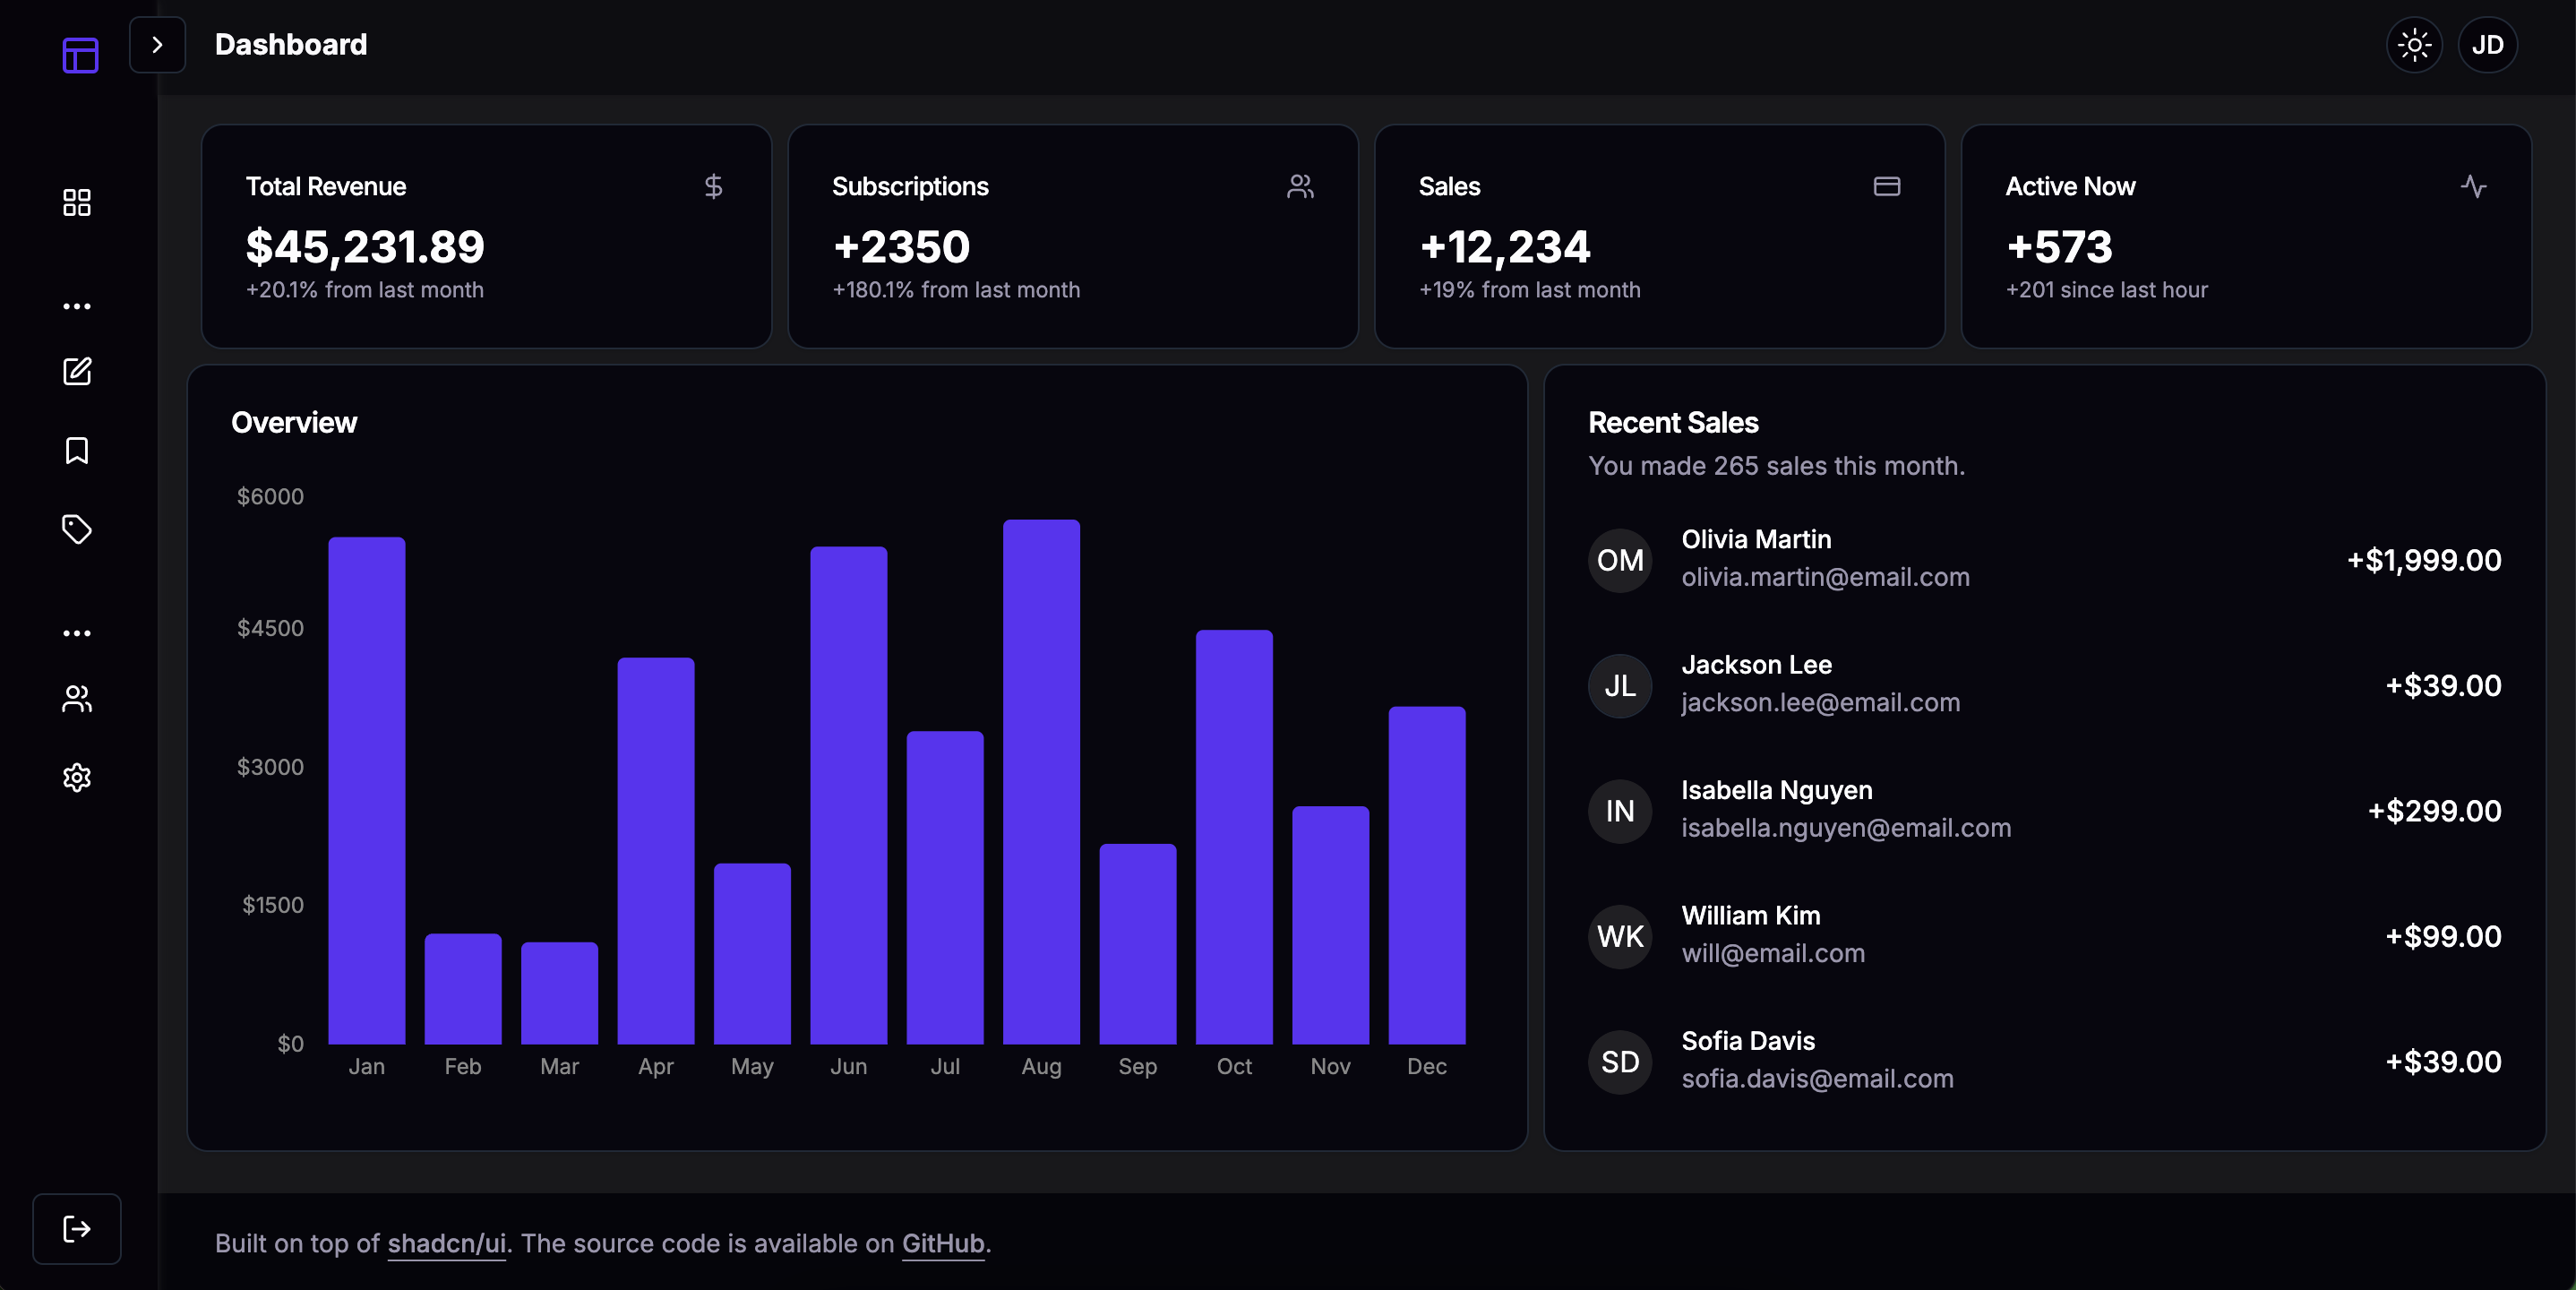 Dashboard
JD
Total Revenue
$45,231.89
+20.1% from last month
Subscriptions
+2350
+180.1% from last month
Sales
+12,234
+19% from last month
Active Now
+573
+201 since last hour
Overview
$6000
$4500
$3000
$1500
$0
Jan Feb Mar Apr May Jun Jul Aug Sep Oct Nov Dec
Recent Sales
You made 265 sales this month.
OM
Olivia Martin
olivia.martin@email.com
+$1,999.00
JL
Jackson Lee
jackson.lee@email.com
+$39.00
IN
Isabella Nguyen
isabella.nguyen@email.com
+$299.00
WK
William Kim
will@email.com
+$99.00
SD
Sofia Davis
sofia.davis@email.com
+$39.00
Built on top of shadcn/ui. The source code is available on GitHub.